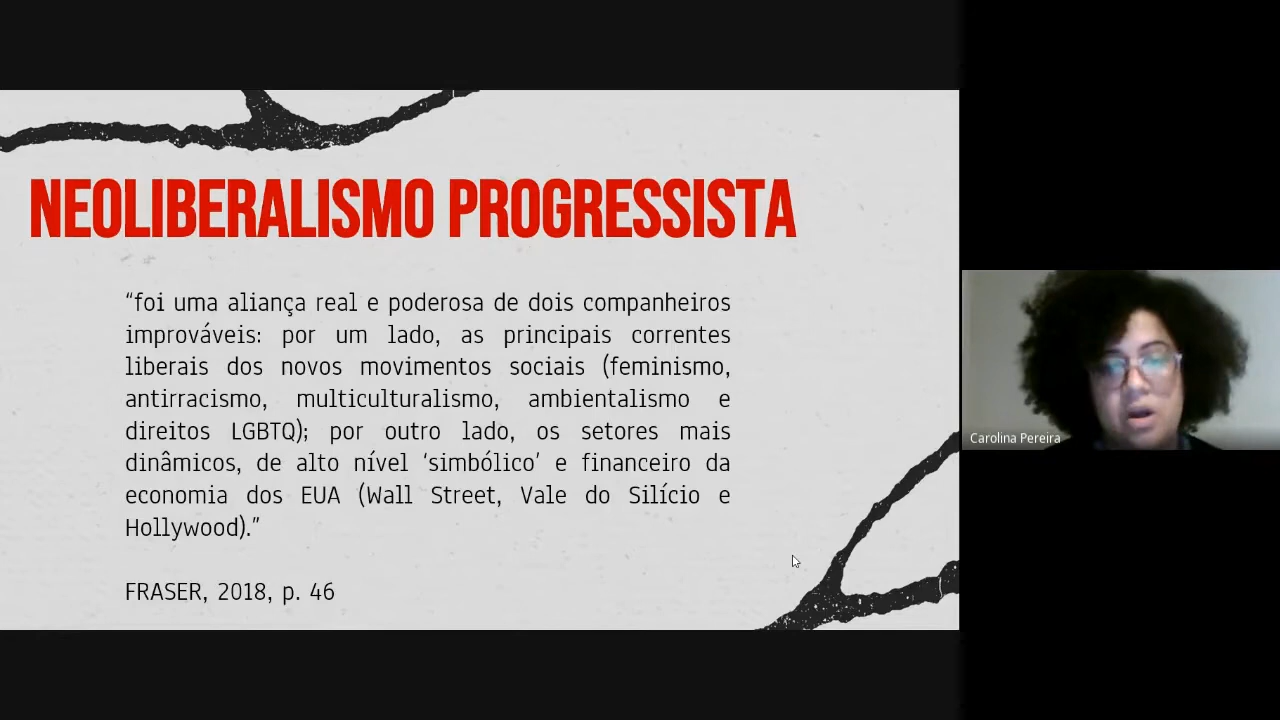 NEOLIBERALISMO PROGRESSISTA
“foi uma aliança real e poderosa de dois companheiros
improváveis: por um lado, as principais correntes
liberais dos novos movimentos sociais (feminismo,
antirracismo, multiculturalismo, ambientalismo e
direitos LGBTQ); por outro lado, os setores mais
dinâmicos, de alto nível ‘simbólico’ e financeiro da
economia dos EUA (Wall Street, Vale do Silício e
Hollywood).”
FRASER, 2018, p. 46
Carolina Pereira